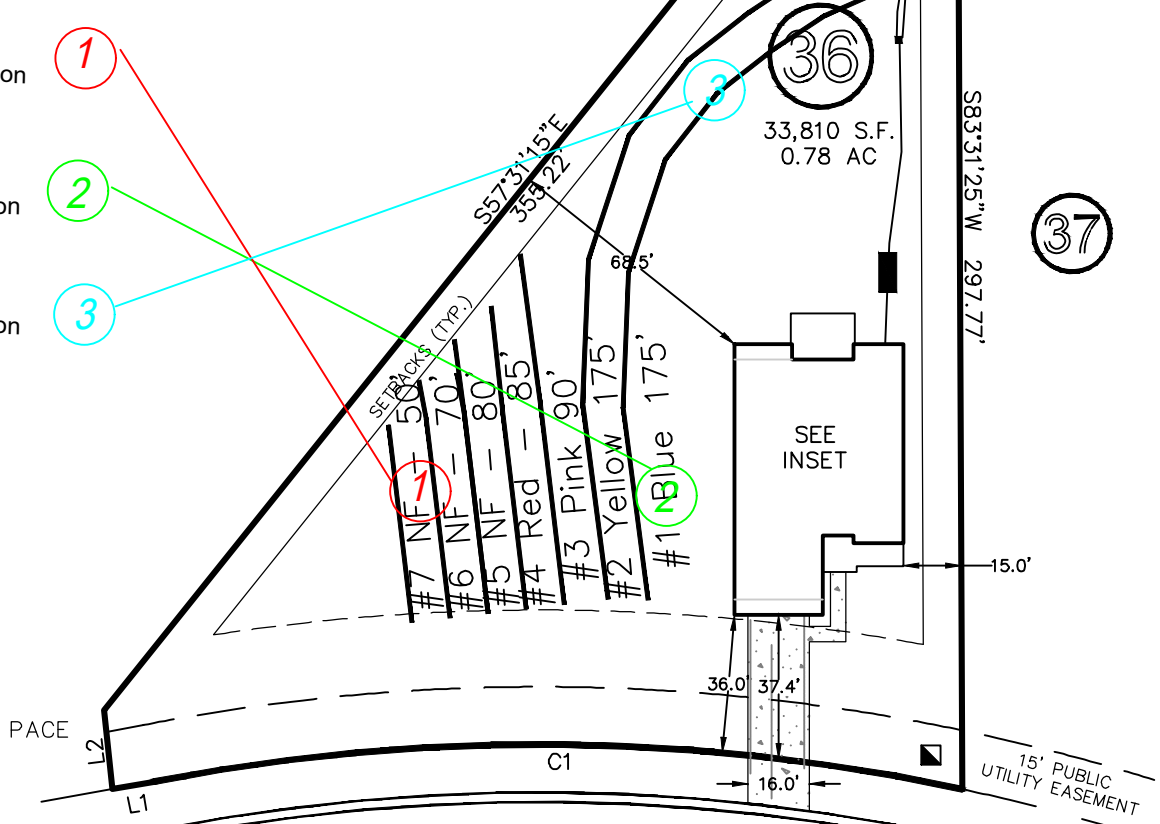 1
on
2
on
3
on
3
36
33,810 S.F.
0.78 AC
S57°31'15"E
355.22'
S83°31'25"W 297.77'
37
68.5'
SETBACKS (TYP.)
#7 NF - 50'
#6 NF - 70'
#5 NF - 80'
#4 Red - 85'
#3 Pink 90'
#2 Yellow 175'
#1 Blue 175'
1
2
SEE
INSET
15.0'
36.0'
37.4'
16.0'
PACE
L2
L1
C1
15' PUBLIC
UTILITY EASEMENT